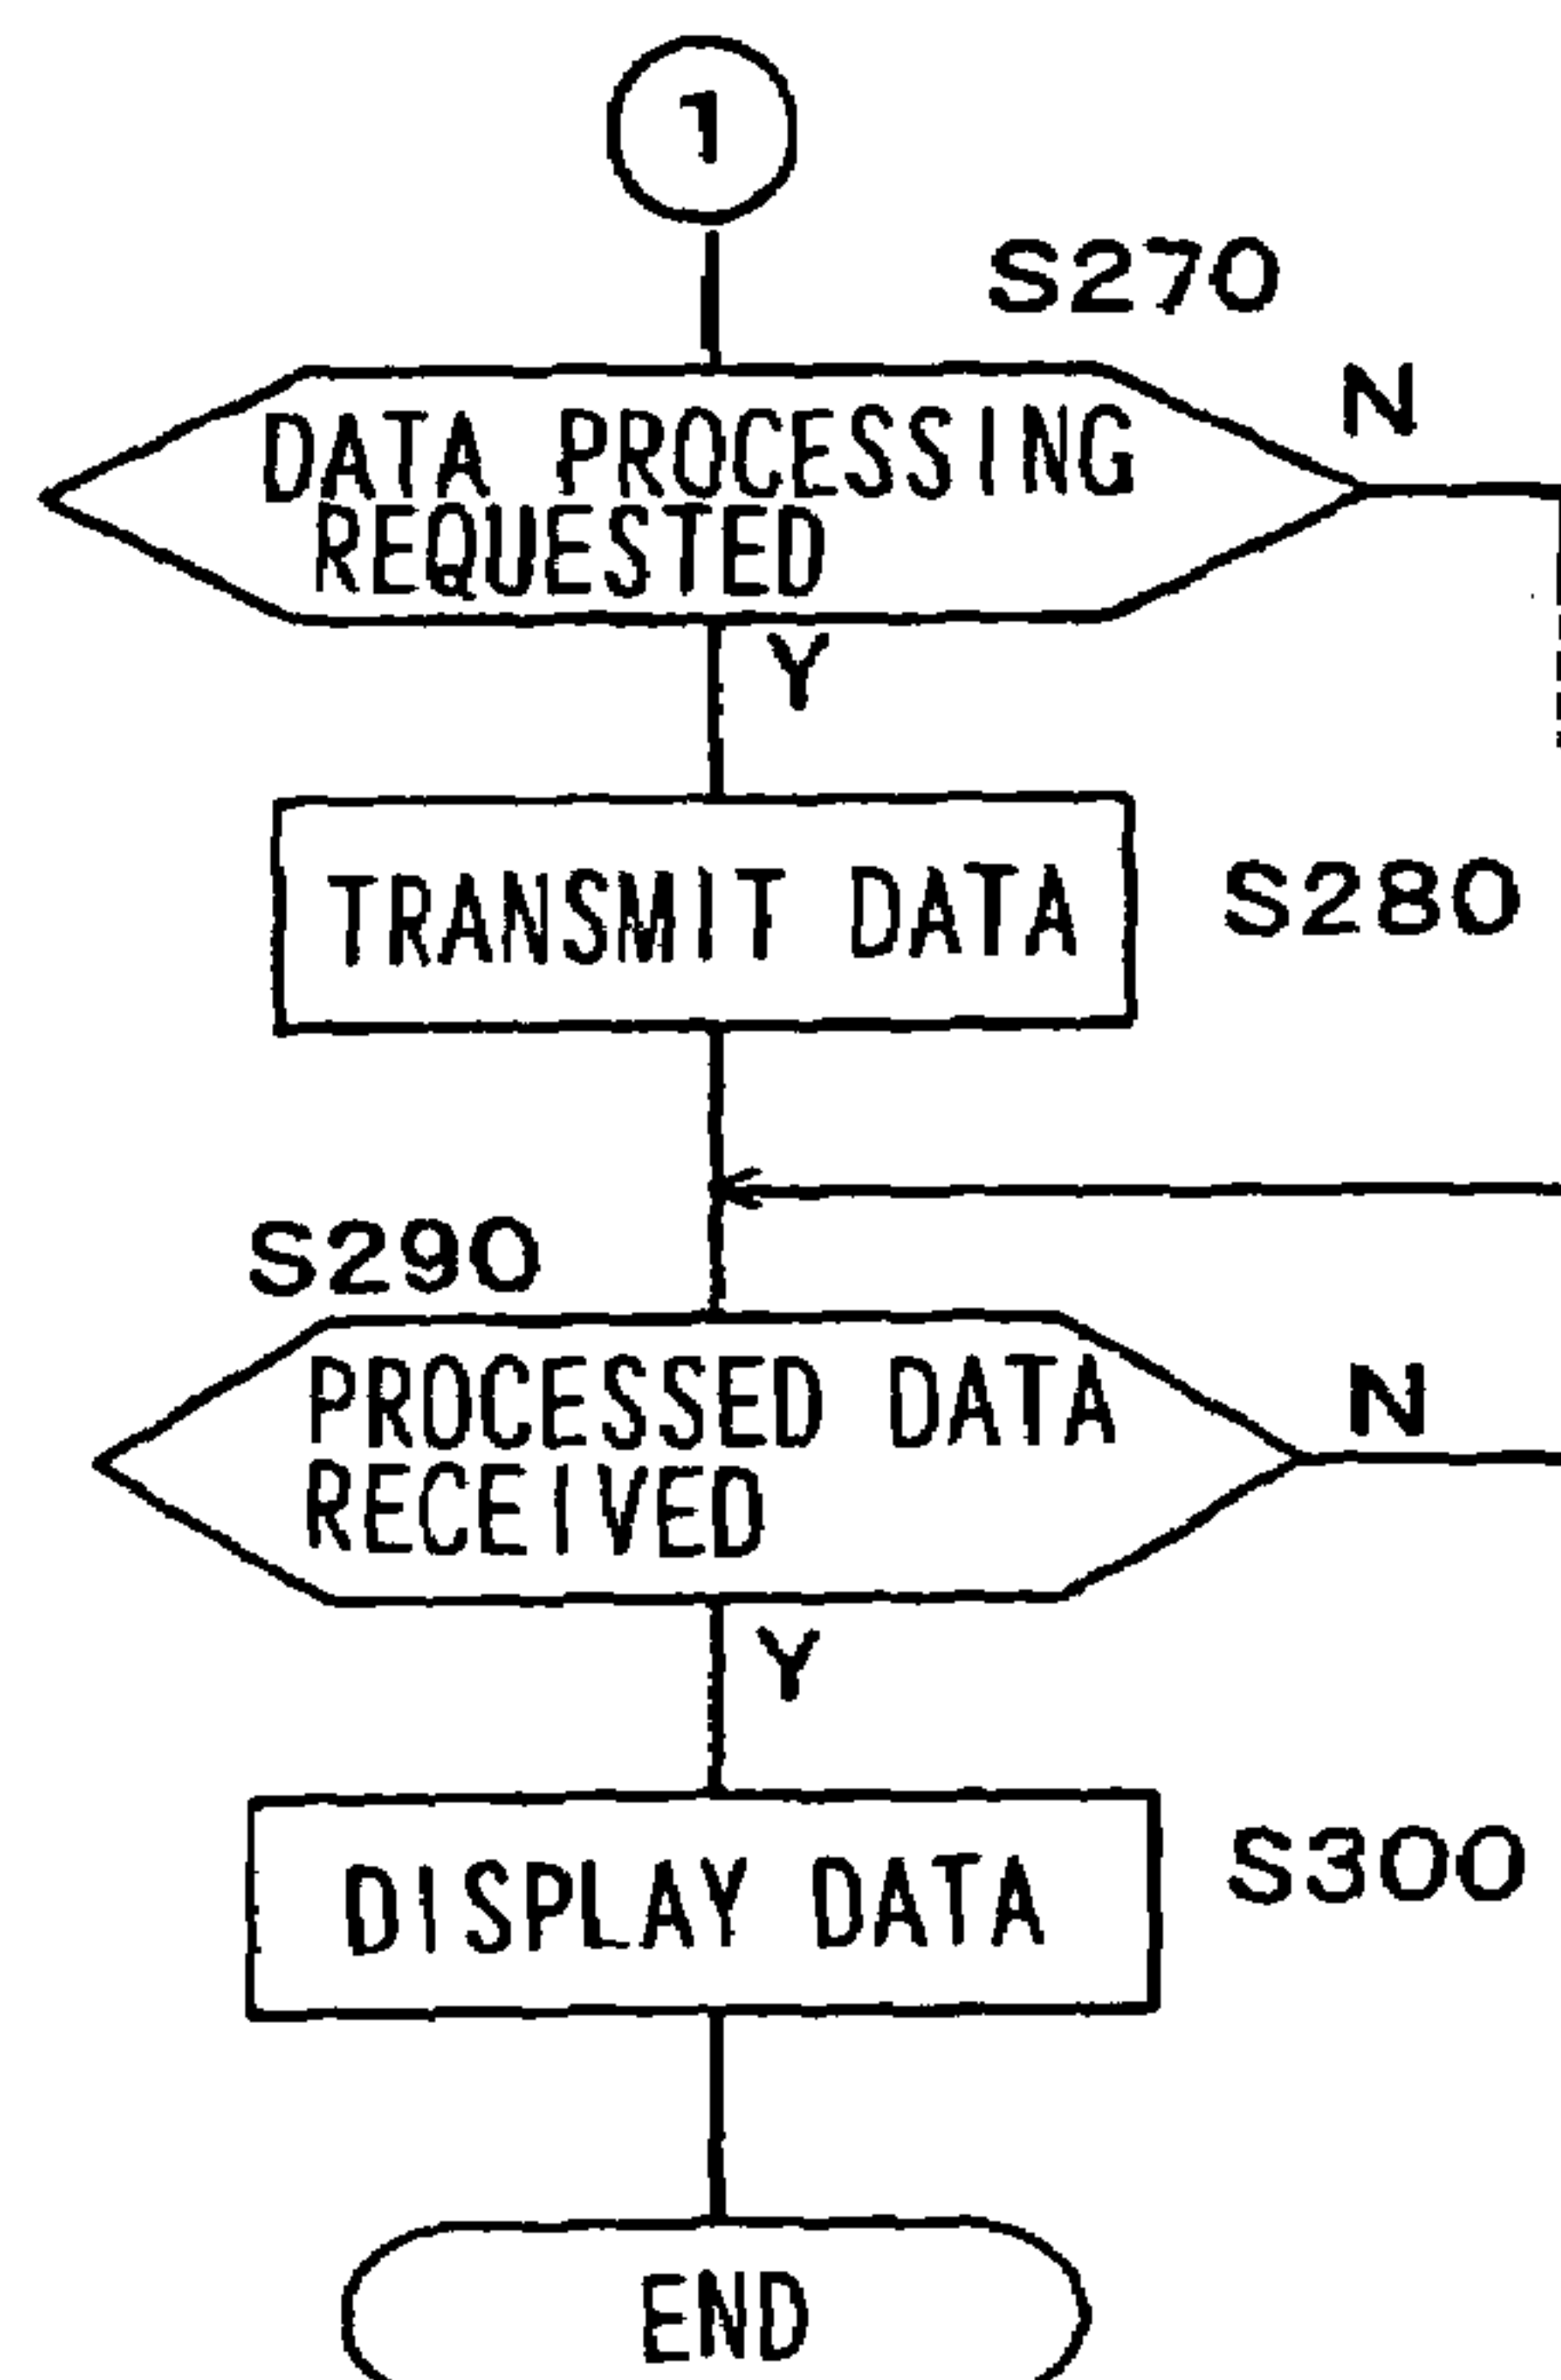 1
S270
DATA PROCESSING
REQUESTED
N
Y
TRANSMIT DATA
S280
S290
PROCESSED DATA
RECEIVED
N
Y
DISPLAY DATA
S300
END